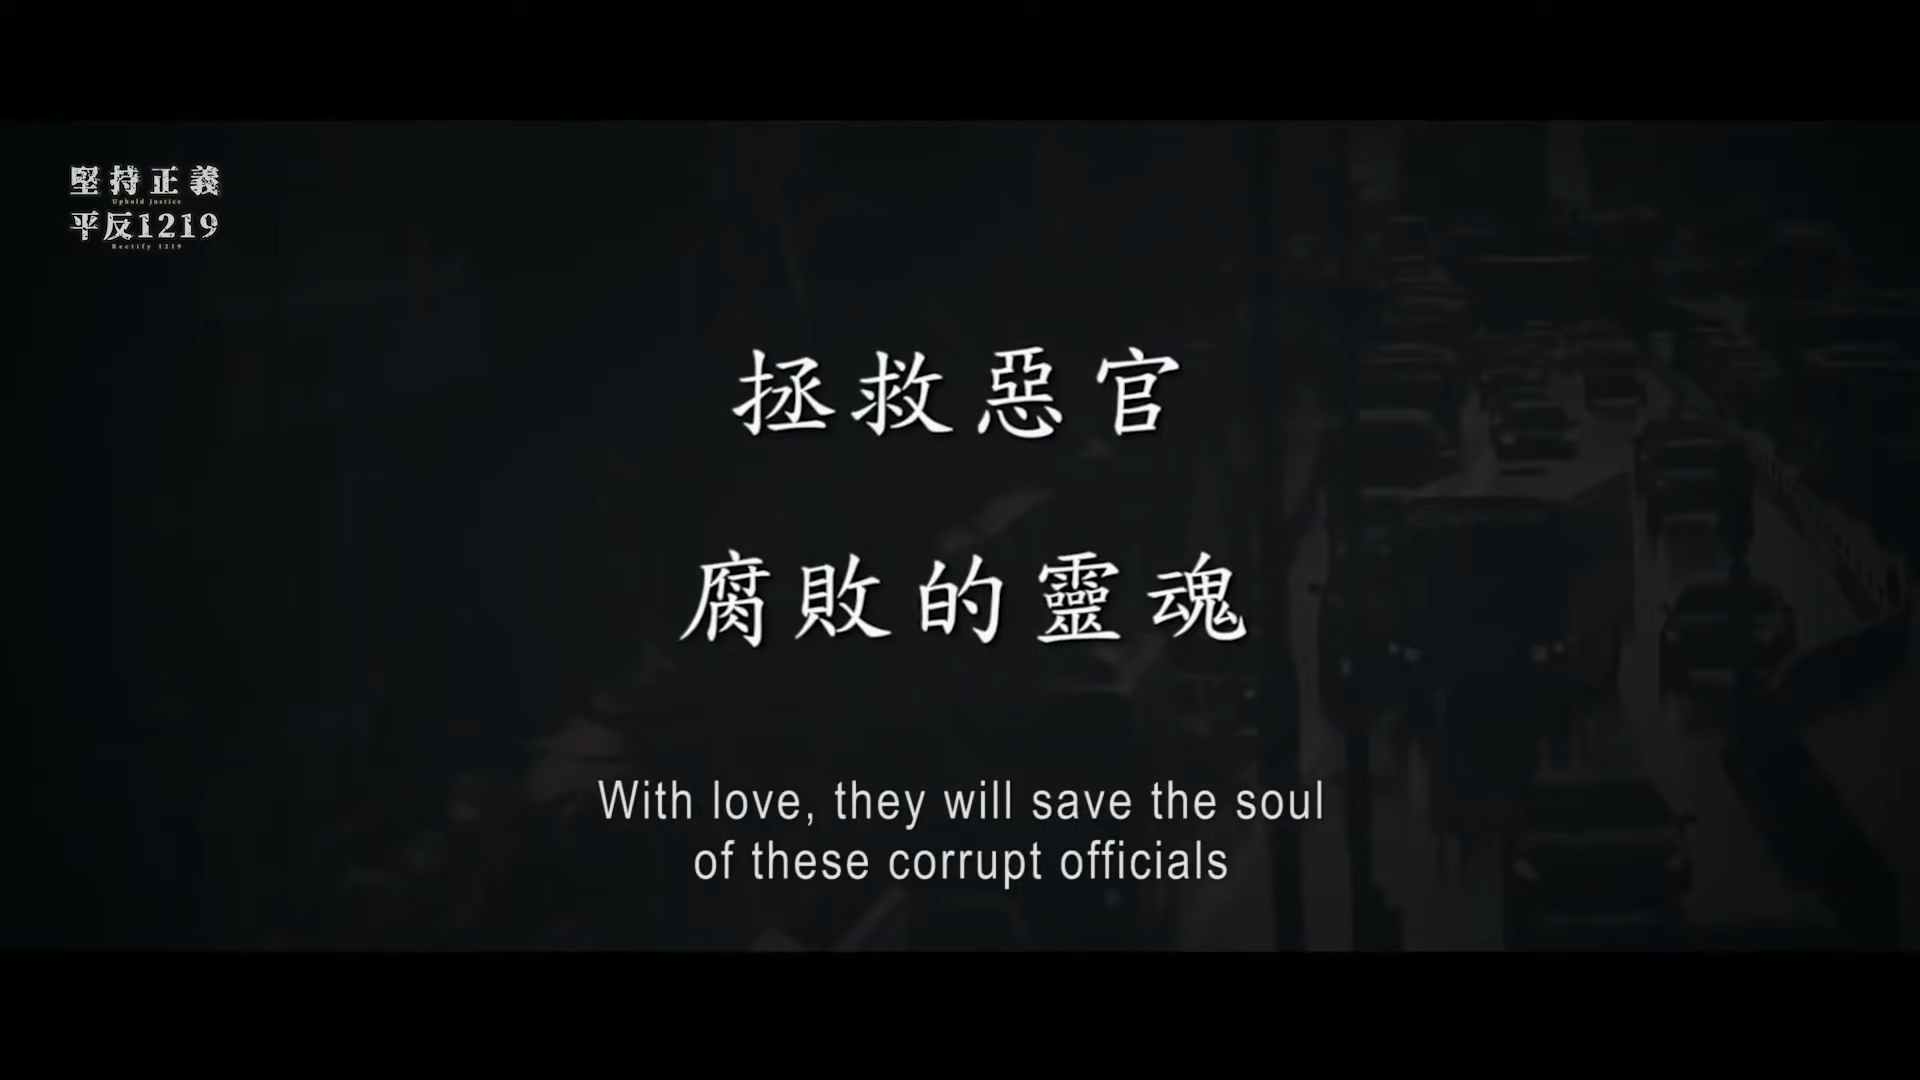 堅持正義
Uphold Justice
平反1219
Rectify 1219
拯救惡官
腐敗的靈魂
With love, they will save the soul
of these corrupt officials